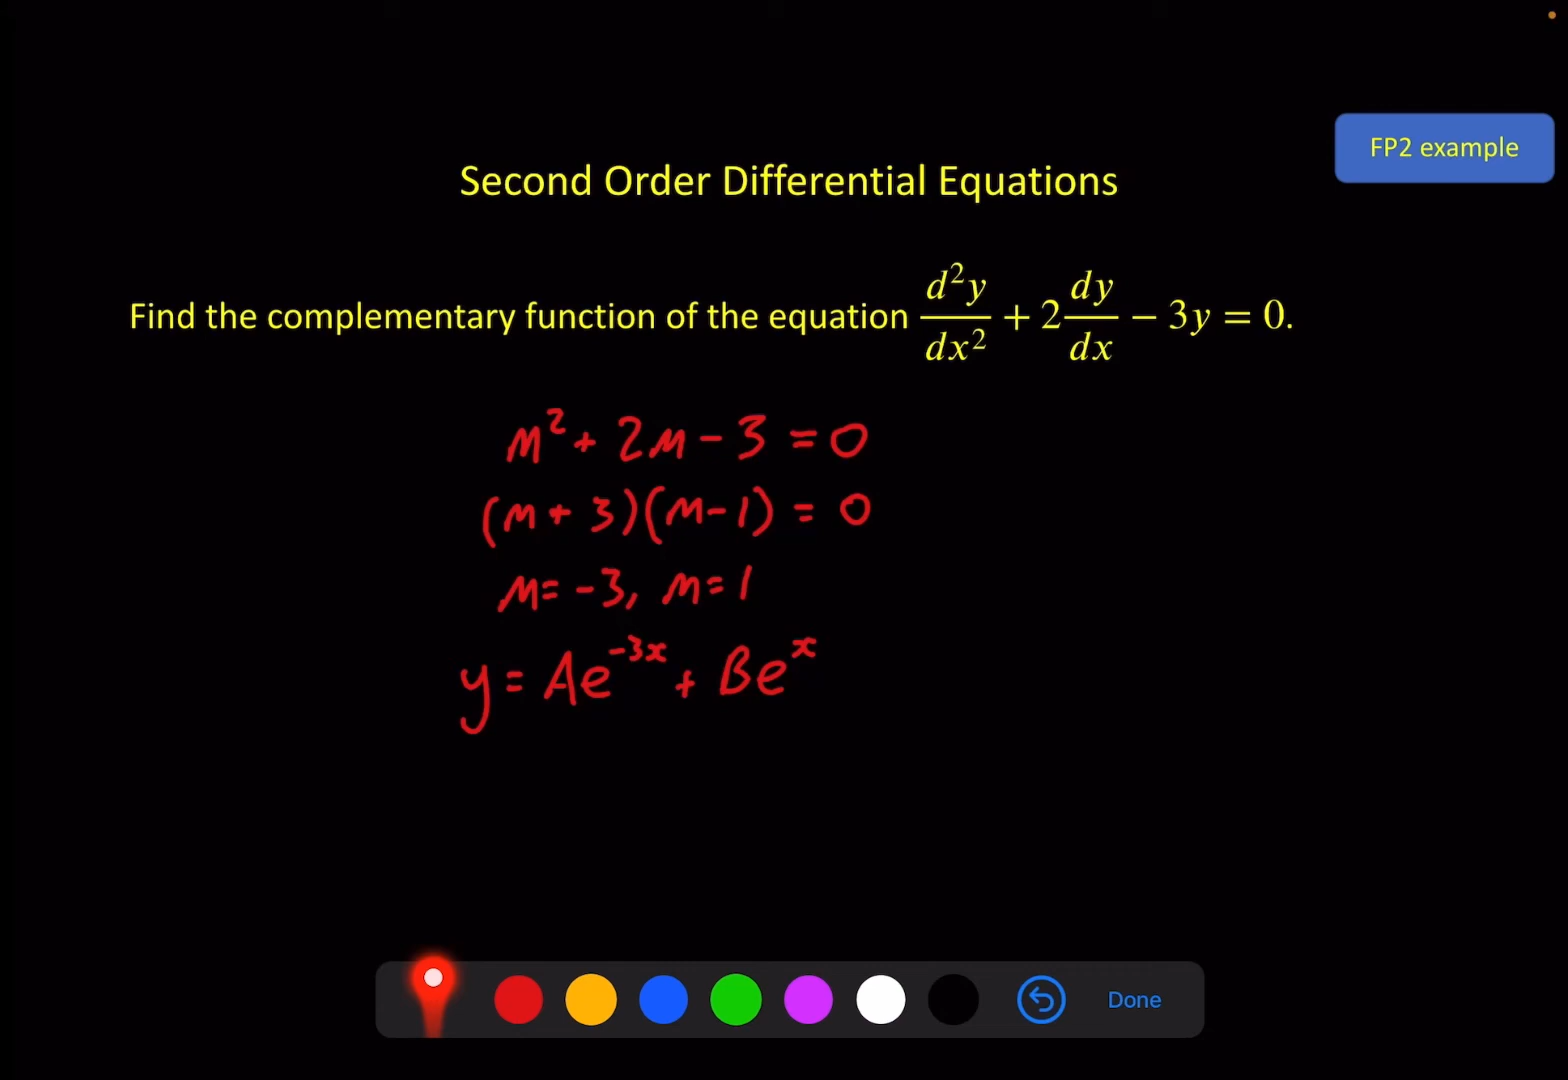 FP2 example
Second Order Differential Equations
Find the complementary function of the equation d²y/dx² + 2 dy/dx − 3y = 0.
m² + 2m − 3 = 0
(m + 3)(m − 1) = 0
m = −3, m = 1
y = Ae⁻³ˣ + Beˣ
Done